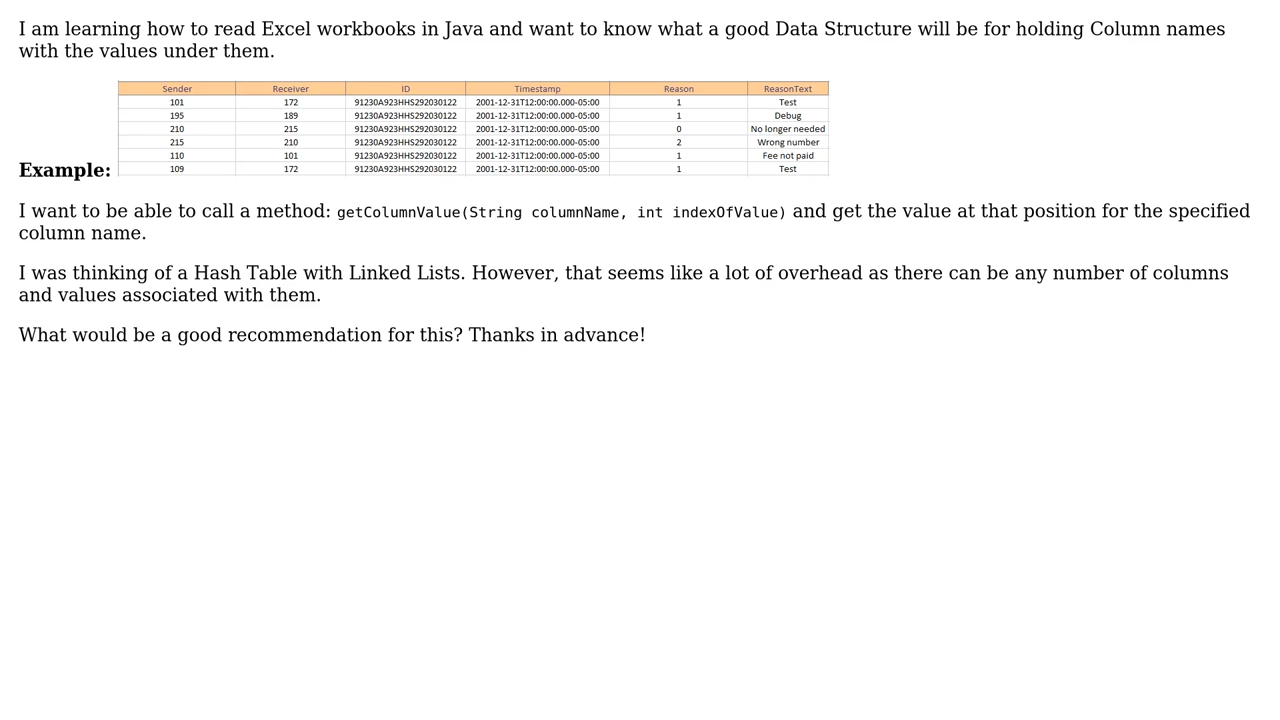 I am learning how to read Excel workbooks in Java and want to know what a good Data Structure will be for holding Column names
with the values under them.
Sender Receiver ID Timestamp Reason ReasonText
101 172 91230A923HHS292030122 2001-12-31T12:00:00.000-05:00 1 Test
195 189 91230A923HHS292030122 2001-12-31T12:00:00.000-05:00 1 Debug
210 215 91230A923HHS292030122 2001-12-31T12:00:00.000-05:00 0 No longer needed
215 210 91230A923HHS292030122 2001-12-31T12:00:00.000-05:00 2 Wrong number
110 101 91230A923HHS292030122 2001-12-31T12:00:00.000-05:00 1 Fee not paid
109 172 91230A923HHS292030122 2001-12-31T12:00:00.000-05:00 1 Test
Example:
I want to be able to call a method: getColumnValue(String columnName, int indexOfValue) and get the value at that position for the specified
column name.
I was thinking of a Hash Table with Linked Lists. However, that seems like a lot of overhead as there can be any number of columns
and values associated with them.
What would be a good recommendation for this? Thanks in advance!